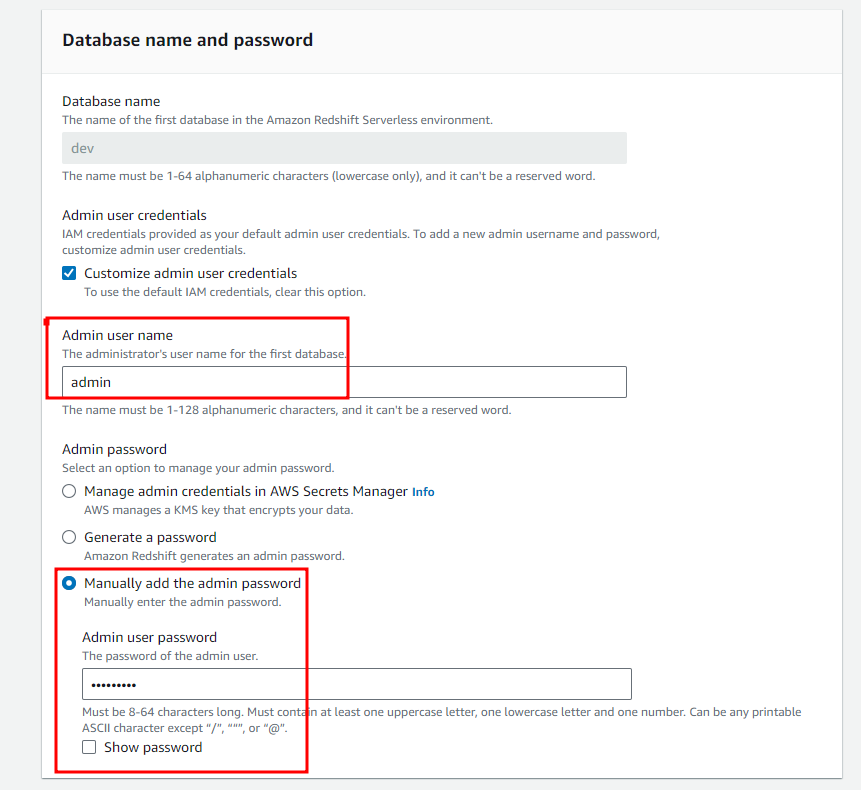 Database name and password
Database name
The name of the first database in the Amazon Redshift Serverless environment.
dev
The name must be 1-64 alphanumeric characters (lowercase only), and it can't be a reserved word.
Admin user credentials
IAM credentials provided as your default admin user credentials. To add a new admin username and password,
customize admin user credentials.
Customize admin user credentials
To use the default IAM credentials, clear this option.
Admin user name
The administrator's user name for the first database.
admin
The name must be 1-128 alphanumeric characters, and it can't be a reserved word.
Admin password
Select an option to manage your admin password.
Manage admin credentials in AWS Secrets Manager Info
AWS manages a KMS key that encrypts your data.
Generate a password
Amazon Redshift generates an admin password.
Manually add the admin password
Manually enter the admin password.
Admin user password
The password of the admin user.
•••••••••
Must be 8-64 characters long. Must contain at least one uppercase letter, one lowercase letter and one number. Can be any printable
ASCII character except “/”, “"”, or “@”.
Show password